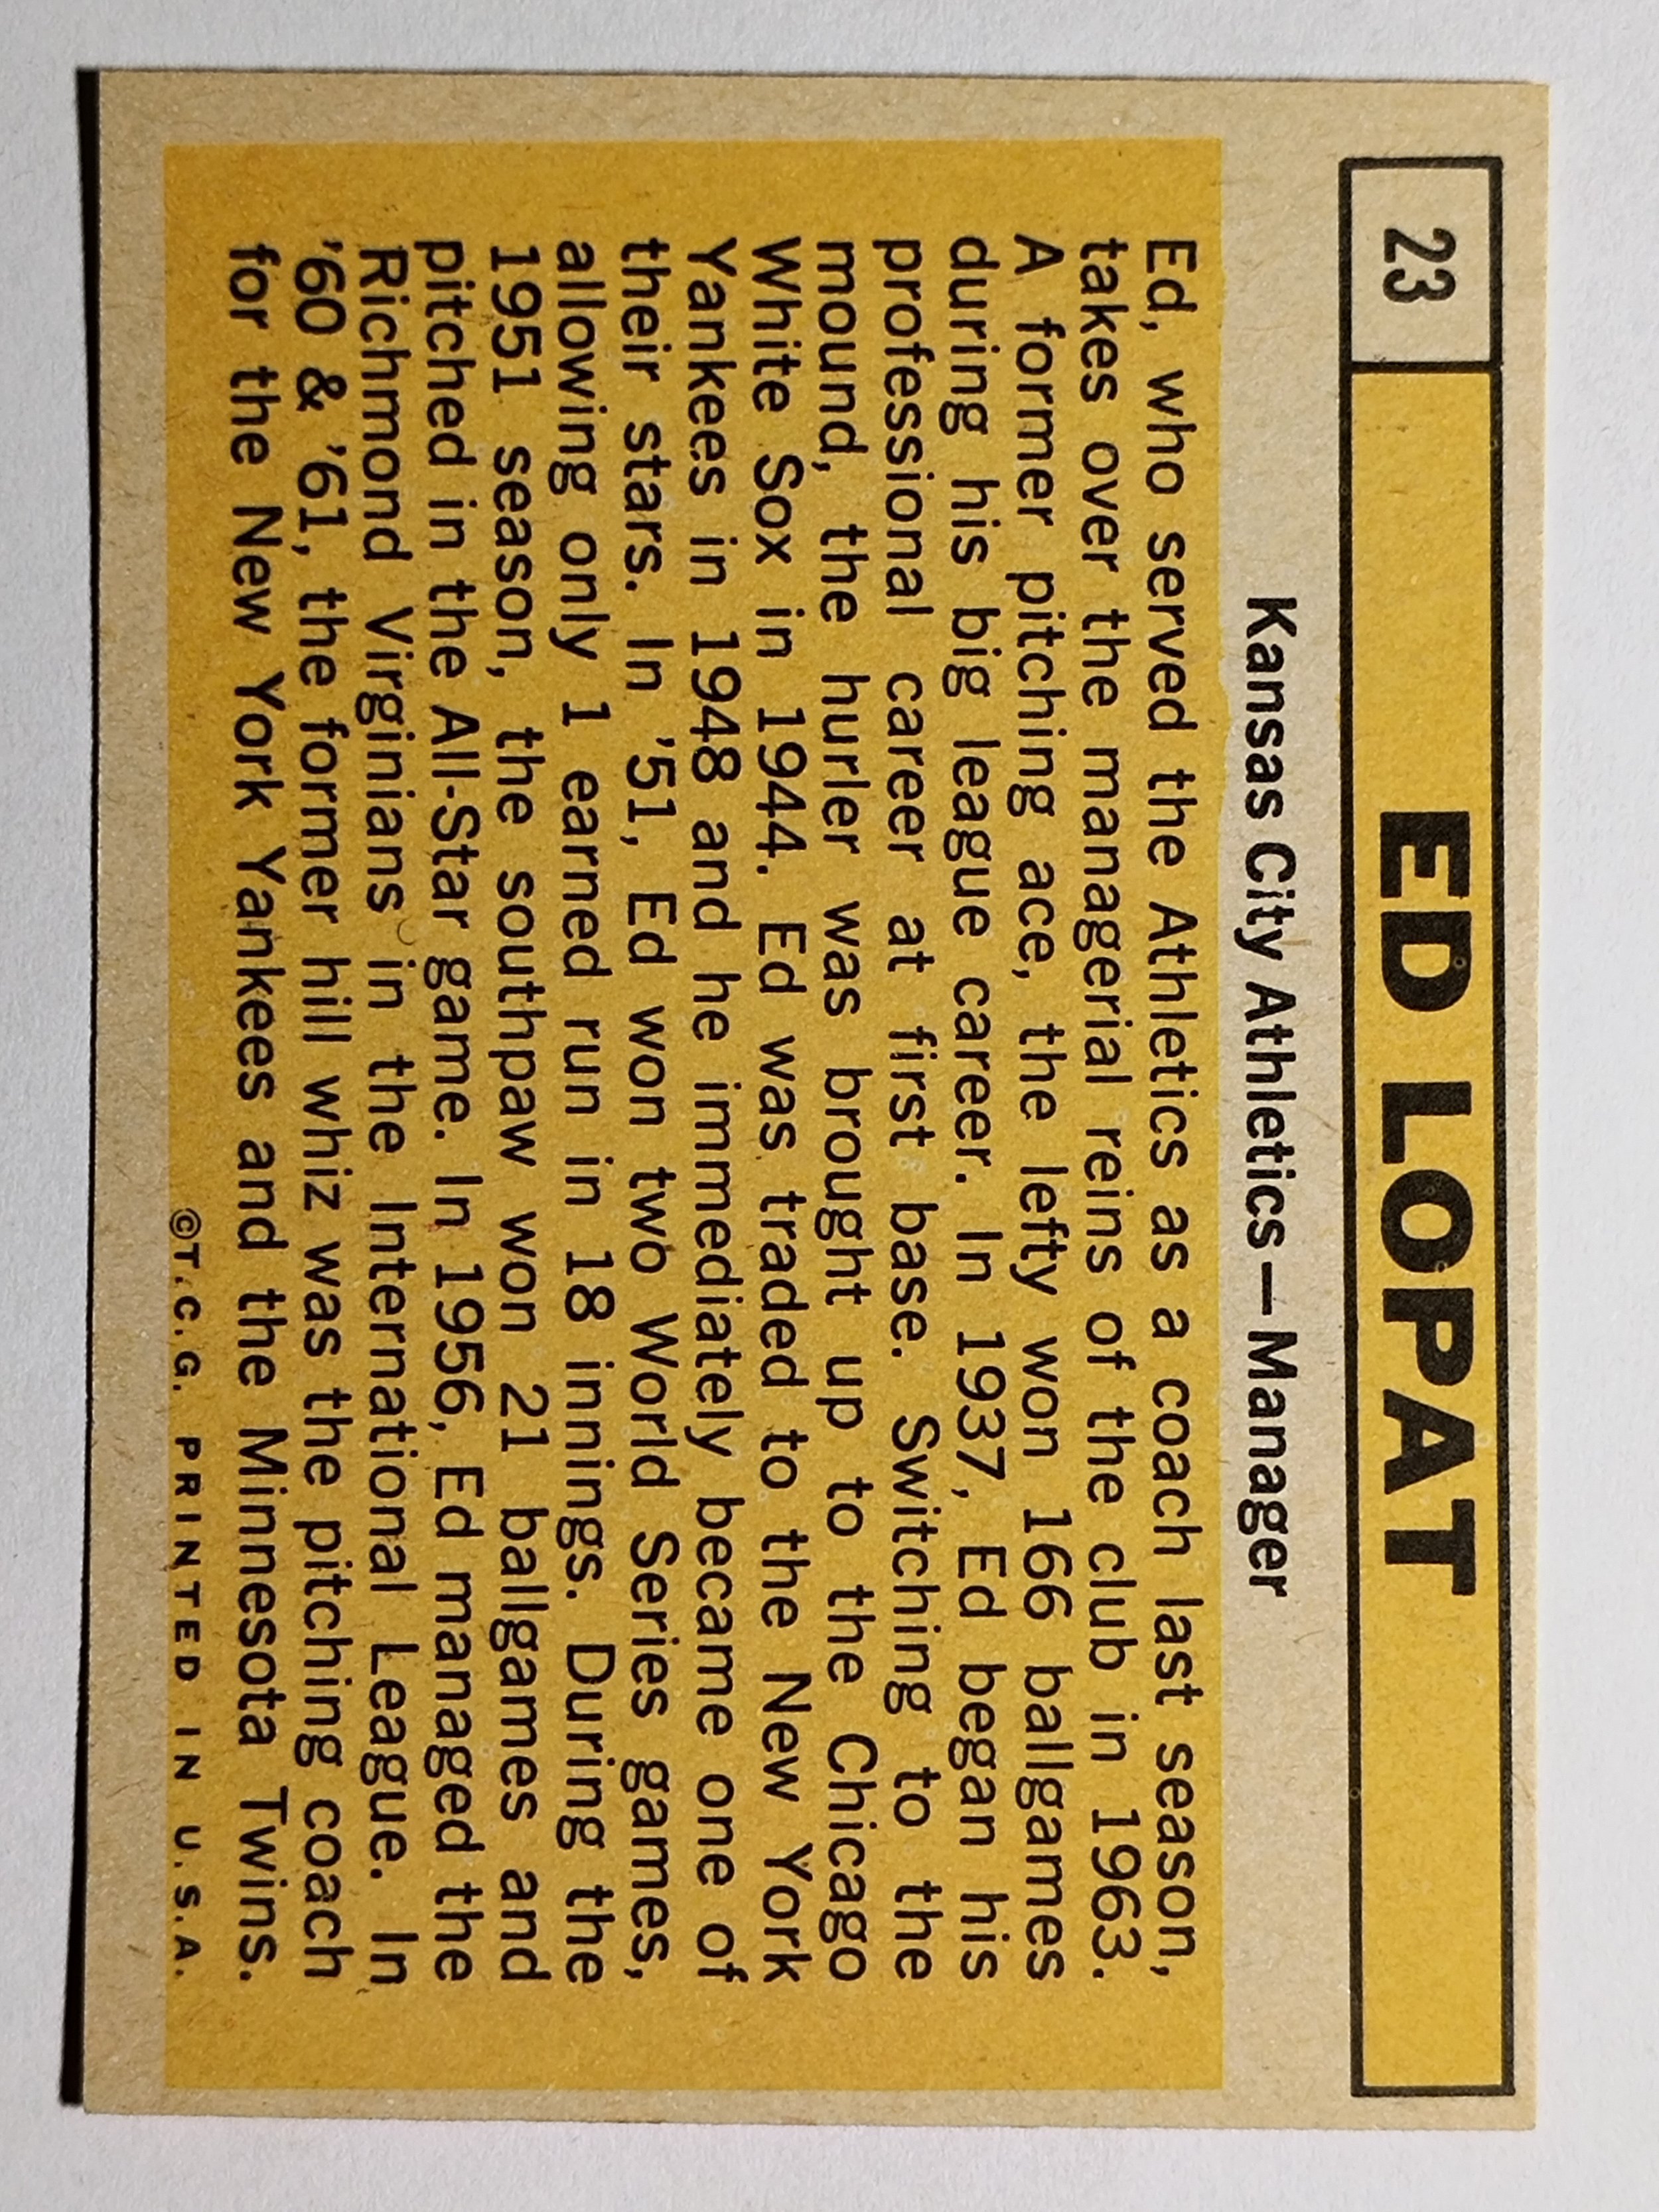 23
ED LOPAT
Kansas City Athletics—Manager
Ed, who served the Athletics as a coach last season,
takes over the managerial reins of the club in 1963.
A former pitching ace, the lefty won 166 ballgames
during his big league career. In 1937, Ed began his
professional career at first base. Switching to the
mound, the hurler was brought up to the Chicago
White Sox in 1944. Ed was traded to the New York
Yankees in 1948 and he immediately became one of
their stars. In ’51, Ed won two World Series games,
allowing only 1 earned run in 18 innings. During the
1951 season, the southpaw won 21 ballgames and
pitched in the All-Star game. In 1956, Ed managed the
Richmond Virginians in the International League. In
’60 & ’61, the former hill whiz was the pitching coach
for the New York Yankees and the Minnesota Twins.
©T.C.G. PRINTED IN U.S.A.